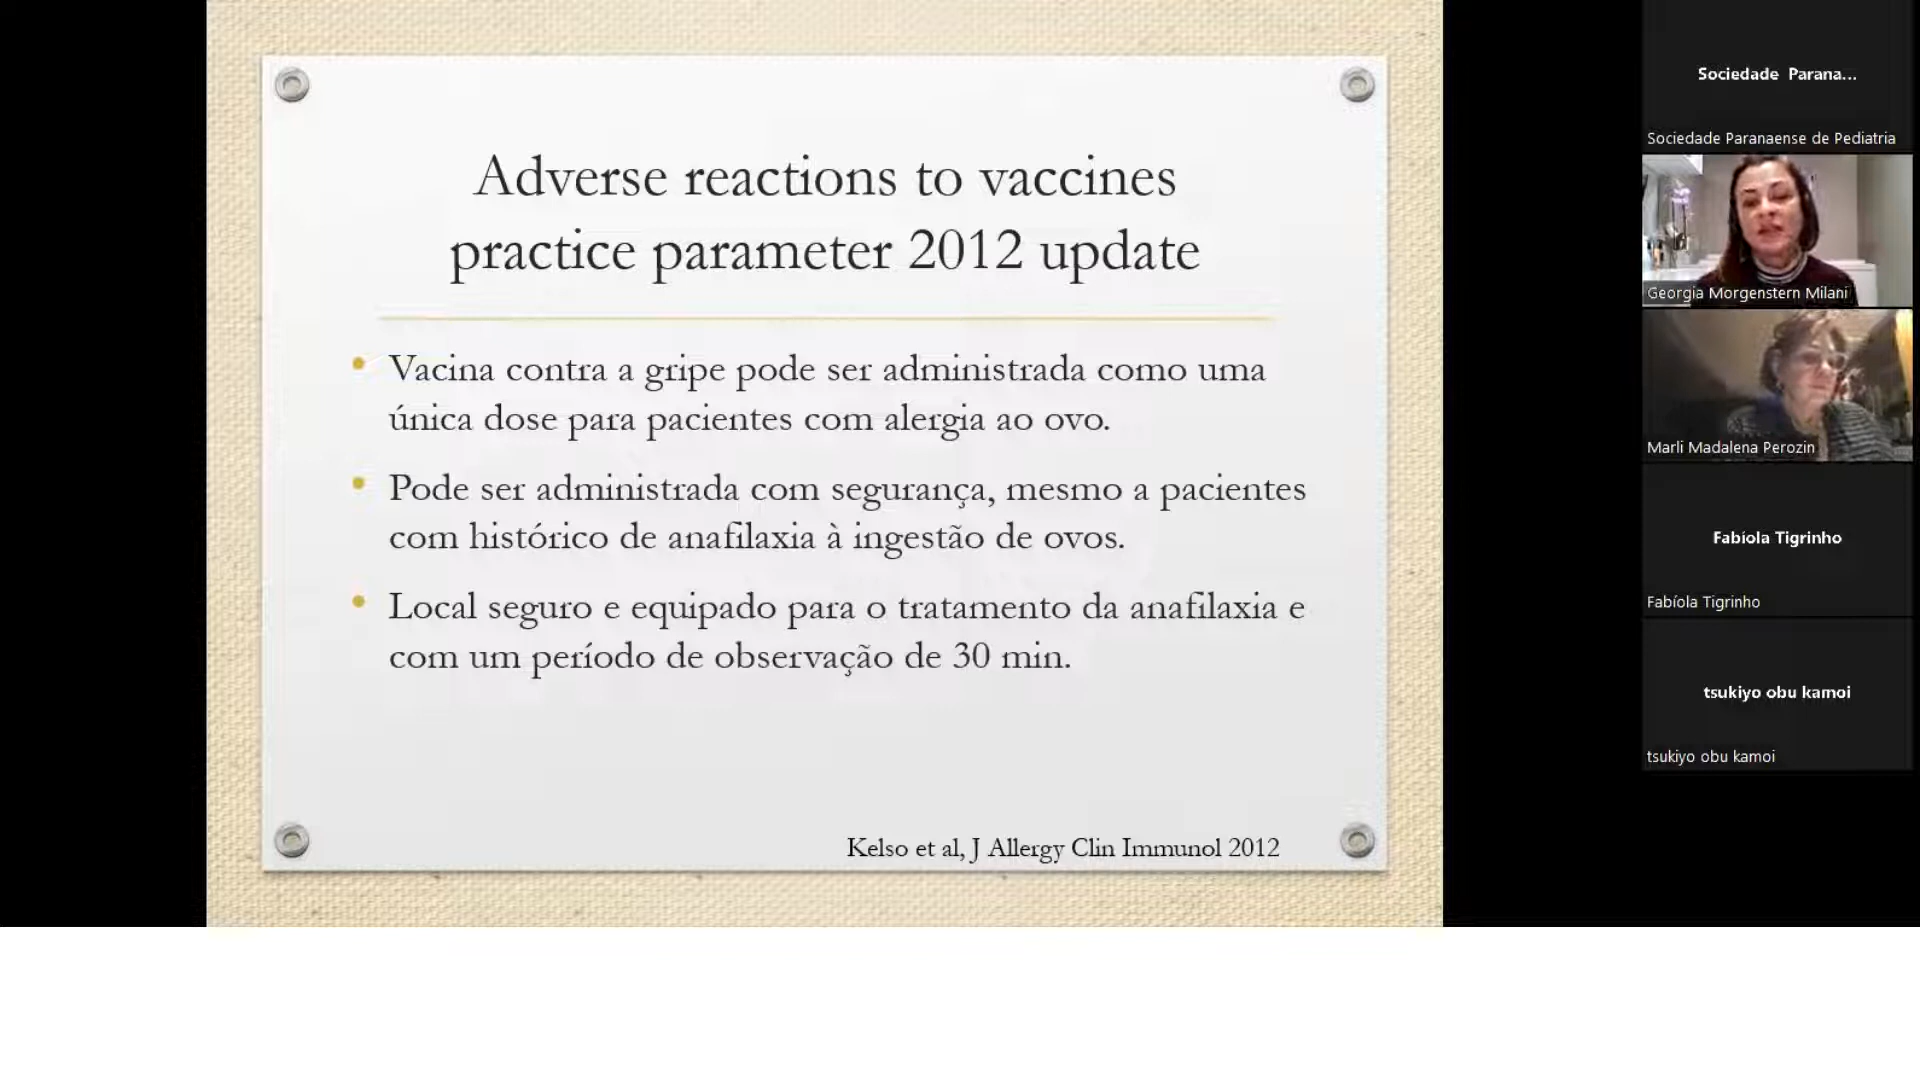 Adverse reactions to vaccines
practice parameter 2012 update
• Vacina contra a gripe pode ser administrada como uma
única dose para pacientes com alergia ao ovo.
• Pode ser administrada com segurança, mesmo a pacientes
com histórico de anafilaxia à ingestão de ovos.
• Local seguro e equipado para o tratamento da anafilaxia e
com um período de observação de 30 min.
Kelso et al, J Allergy Clin Immunol 2012
Sociedade Parana...
Sociedade Paranaense de Pediatria
Georgia Morgenstern Milani
Marli Madalena Perozin
Fabíola Tigrinho
Fabíola Tigrinho
tsukiyo obu kamoi
tsukiyo obu kamoi